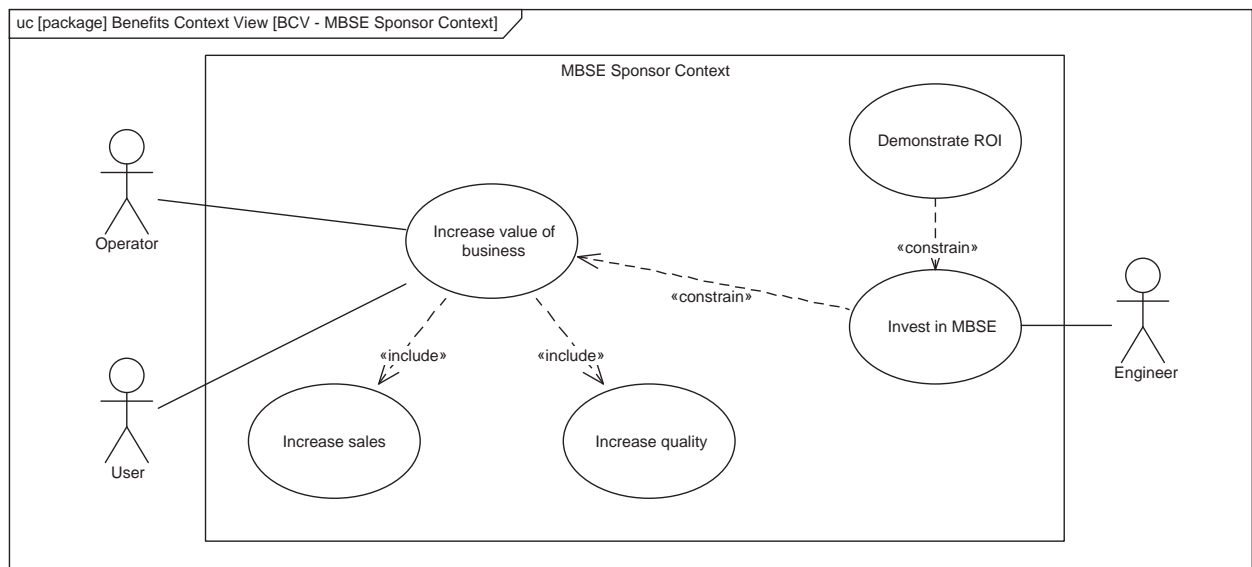 uc [package] Benefits Context View [BCV - MBSE Sponsor Context]
MBSE Sponsor Context
Demonstrate ROI
Operator
Increase value of
business
«constrain»
«constrain»
Invest in MBSE
Engineer
«include»
«include»
User
Increase sales
Increase quality